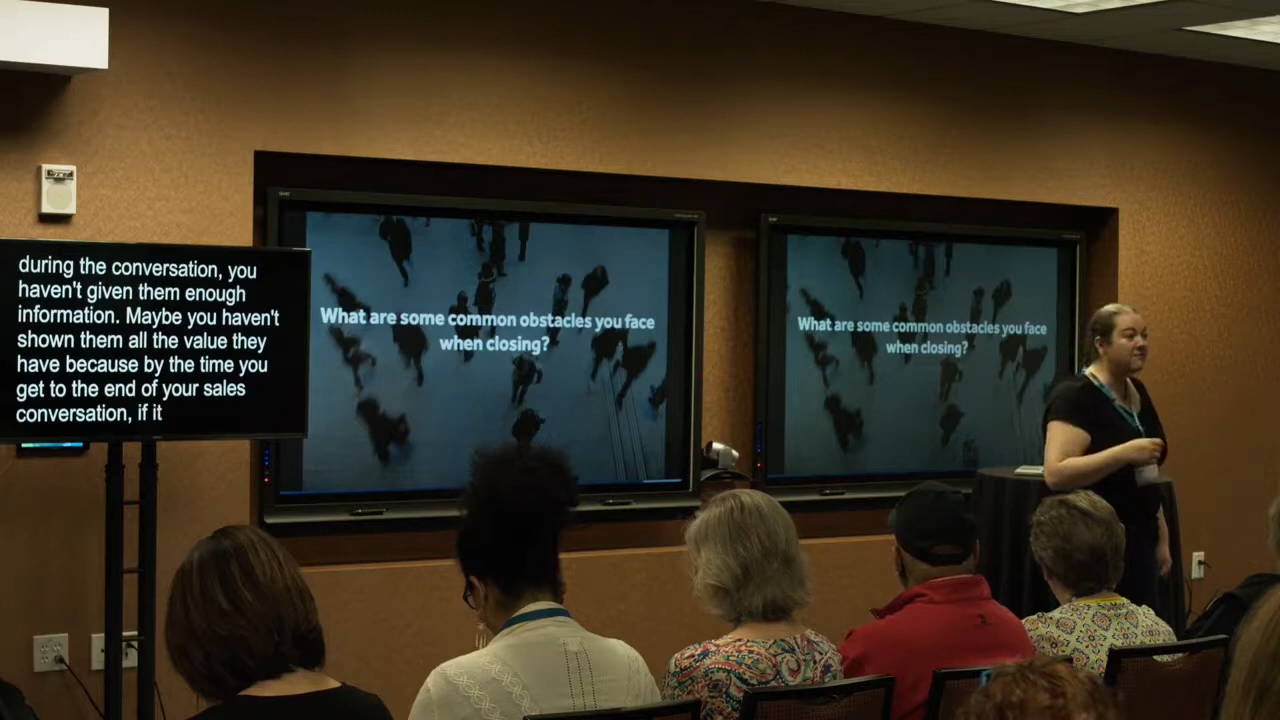 during the conversation, you
haven't given them enough
information. Maybe you haven't
shown them all the value they
have because by the time you
get to the end of your sales
conversation, if it
What are some common obstacles you face
when closing?
What are some common obstacles you face
when closing?